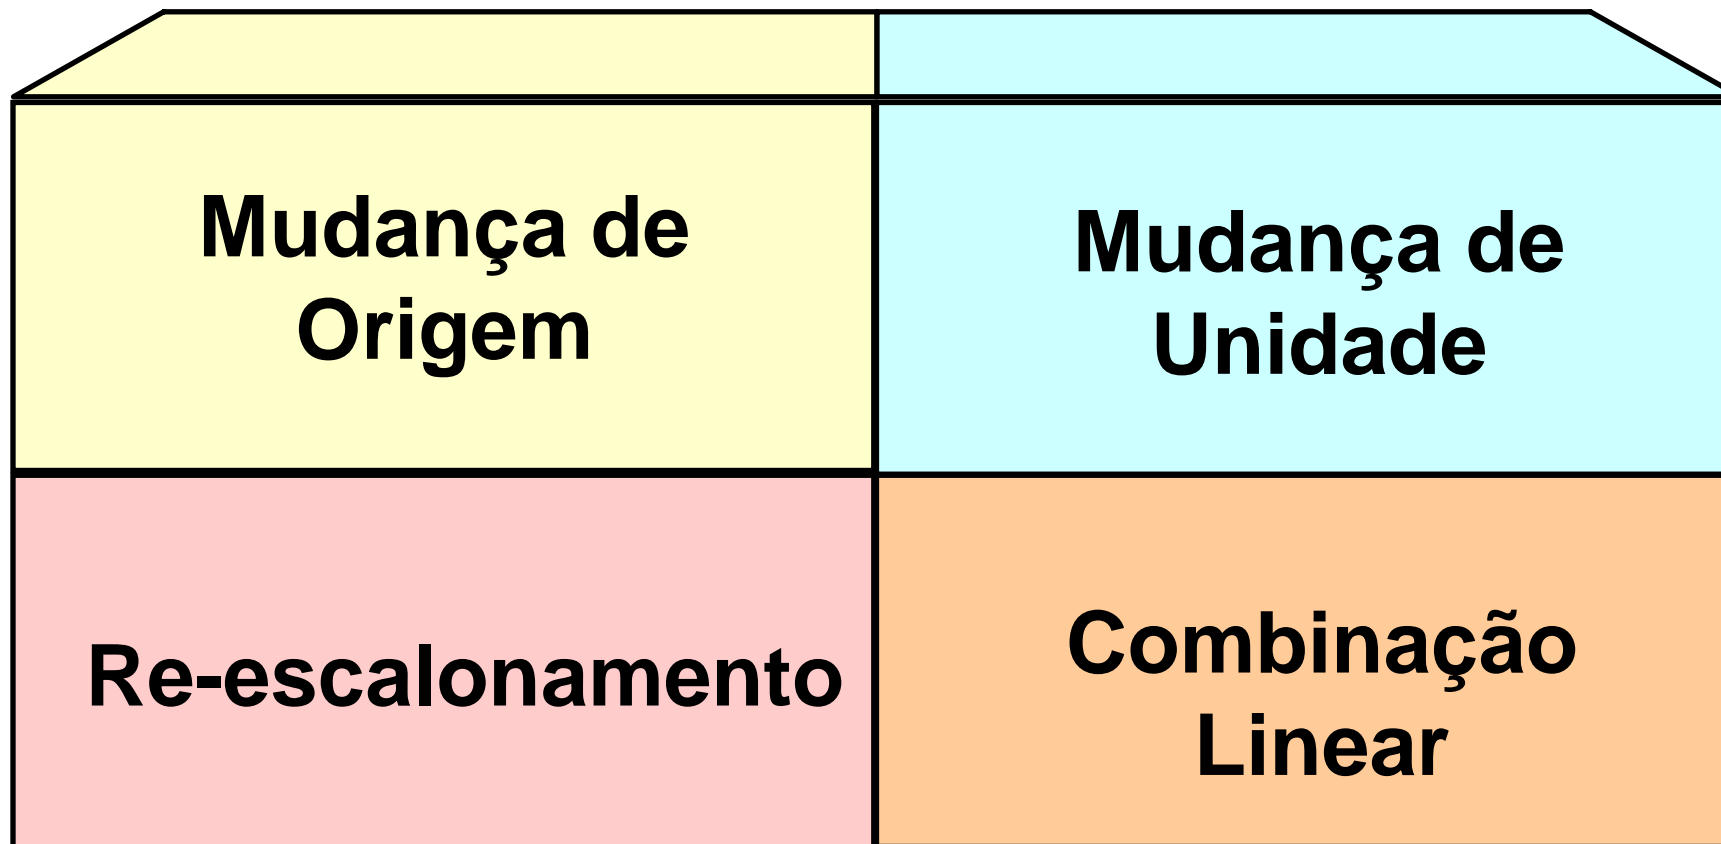 Mudança de
Origem
Mudança de
Unidade
Re-escalonamento
Combinação
Linear